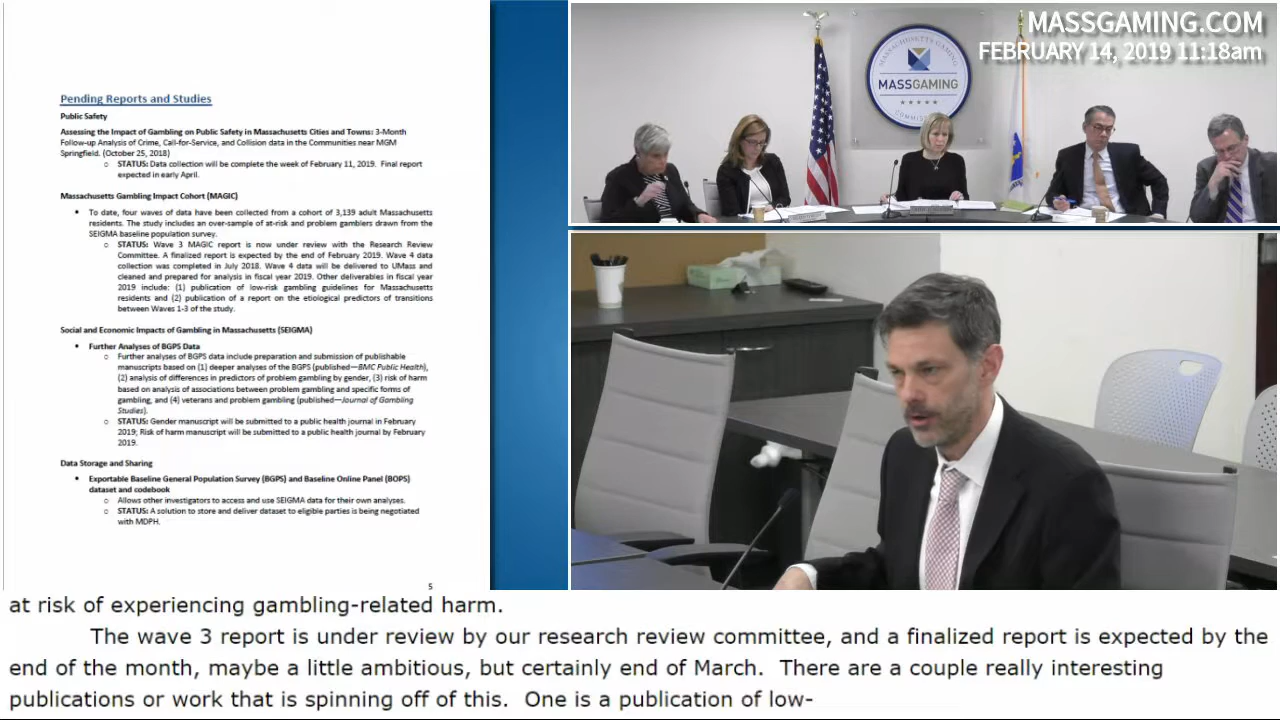 Pending Reports and Studies
Public Safety
Assessing the Impact of Gambling on Public Safety in Massachusetts Cities and Towns: 3-Month
Follow-up Analysis of Crime, Call-for-Service, and Collision data in the Communities near MGM
Springfield. (October 25, 2018)
o STATUS: Data collection will be complete the week of February 11, 2019. Final report
expected in early April.
Massachusetts Gambling Impact Cohort (MAGIC)
• To date, four waves of data have been collected from a cohort of 3,139 adult Massachusetts
residents. The study includes an over-sample of at-risk and problem gamblers drawn from the
SEIGMA baseline population survey.
o STATUS: Wave 3 MAGIC report is now under review with the Research Review
Committee. A finalized report is expected by the end of February 2019. Wave 4 data
collection was completed in July 2018. Wave 4 data will be delivered to UMass and
cleaned and prepared for analysis in fiscal year 2019. Other deliverables in fiscal year
2019 include: (1) publication of low-risk gambling guidelines for Massachusetts
residents and (2) publication of a report on the etiological predictors of transitions
between Waves 1-3 of the study.
Social and Economic Impacts of Gambling in Massachusetts (SEIGMA)
• Further Analyses of BGPS Data
o Further analyses of BGPS data include preparation and submission of publishable
manuscripts based on (1) deeper analyses of the BGPS (published—BMC Public Health),
(2) analysis of differences in predictors of problem gambling by gender, (3) risk of harm
based on analysis of associations between problem gambling and specific forms of
gambling, and (4) veterans and problem gambling (published—Journal of Gambling
Studies).
o STATUS: Gender manuscript will be submitted to a public health journal in February
2019; Risk of harm manuscript will be submitted to a public health journal by February
2019.
Data Storage and Sharing
• Exportable Baseline General Population Survey (BGPS) and Baseline Online Panel (BOPS)
dataset and codebook
o Allows other investigators to access and use SEIGMA data for their own analyses.
o STATUS: A solution to store and deliver dataset to eligible parties is being negotiated
with MDPH.
5
MASSGAMING.COM
FEBRUARY 14, 2019 11:18am
MASSACHUSETTS GAMING
MASSGAMING
at risk of experiencing gambling-related harm.
The wave 3 report is under review by our research review committee, and a finalized report is expected by the
end of the month, maybe a little ambitious, but certainly end of March. There are a couple really interesting
publications or work that is spinning off of this. One is a publication of low-